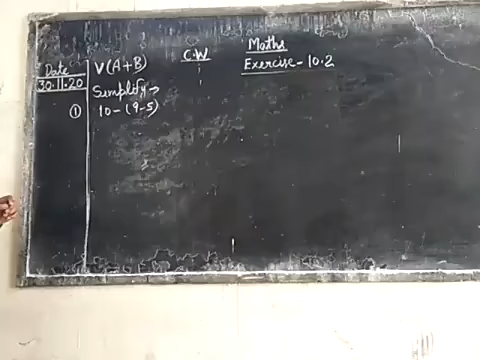 Maths
C.W
Exercise - 10.2
Date
30.11.20
V(A+B)
Simplify →
① 10 - (9-5)